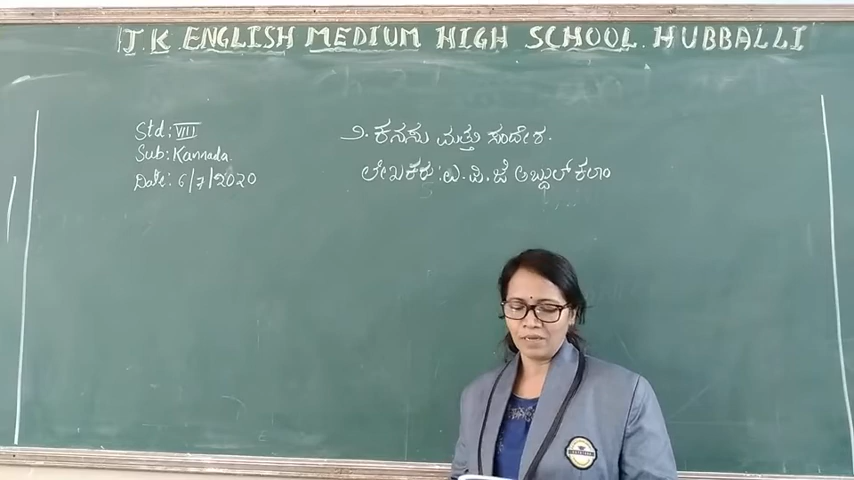 J K ENGLISH MEDIUM HIGH SCHOOL HUBBALLI
Std: VIII
Sub: Kannada.
Date: 6/7/2020
೨. ಕನಸು ಮತ್ತು ಸಂದೇಶ.
ಲೇಖಕರು: ಎ. ಪಿ. ಜೆ ಅಬ್ದುಲ್ ಕಲಾಂ